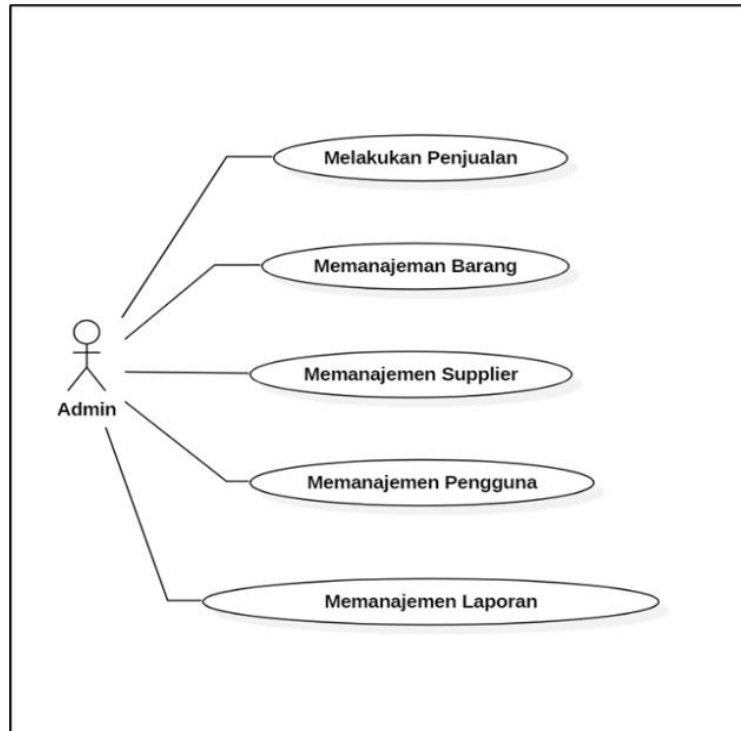 Melakukan Penjualan
Memanajeman Barang
Memanajemen Supplier
Admin
Memanajemen Pengguna
Memanajemen Laporan